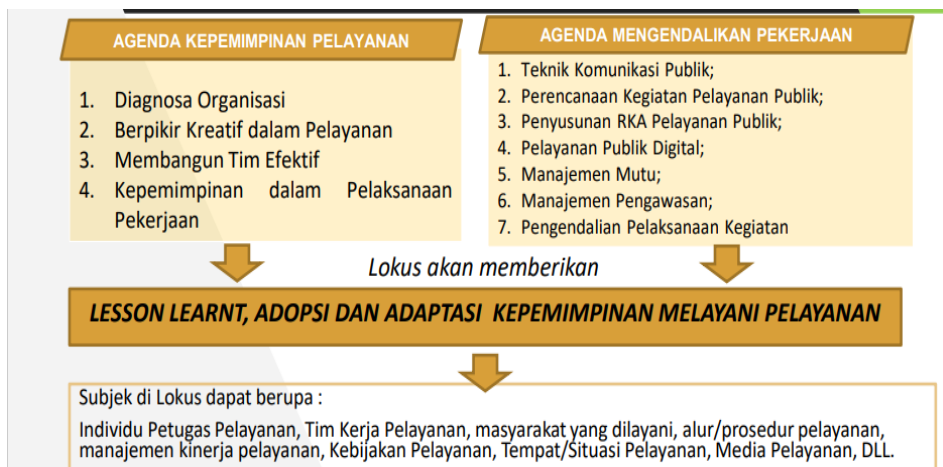 AGENDA KEPEMIMPINAN PELAYANAN
1. Diagnosa Organisasi
2. Berpikir Kreatif dalam Pelayanan
3. Membangun Tim Efektif
4. Kepemimpinan dalam Pelaksanaan
Pekerjaan
AGENDA MENGENDALIKAN PEKERJAAN
1. Teknik Komunikasi Publik;
2. Perencanaan Kegiatan Pelayanan Publik;
3. Penyusunan RKA Pelayanan Publik;
4. Pelayanan Publik Digital;
5. Manajemen Mutu;
6. Manajemen Pengawasan;
7. Pengendalian Pelaksanaan Kegiatan
Lokus akan memberikan
LESSON LEARNT, ADOPSI DAN ADAPTASI KEPEMIMPINAN MELAYANI PELAYANAN
Subjek di Lokus dapat berupa :
Individu Petugas Pelayanan, Tim Kerja Pelayanan, masyarakat yang dilayani, alur/prosedur pelayanan,
manajemen kinerja pelayanan, Kebijakan Pelayanan, Tempat/Situasi Pelayanan, Media Pelayanan, DLL.